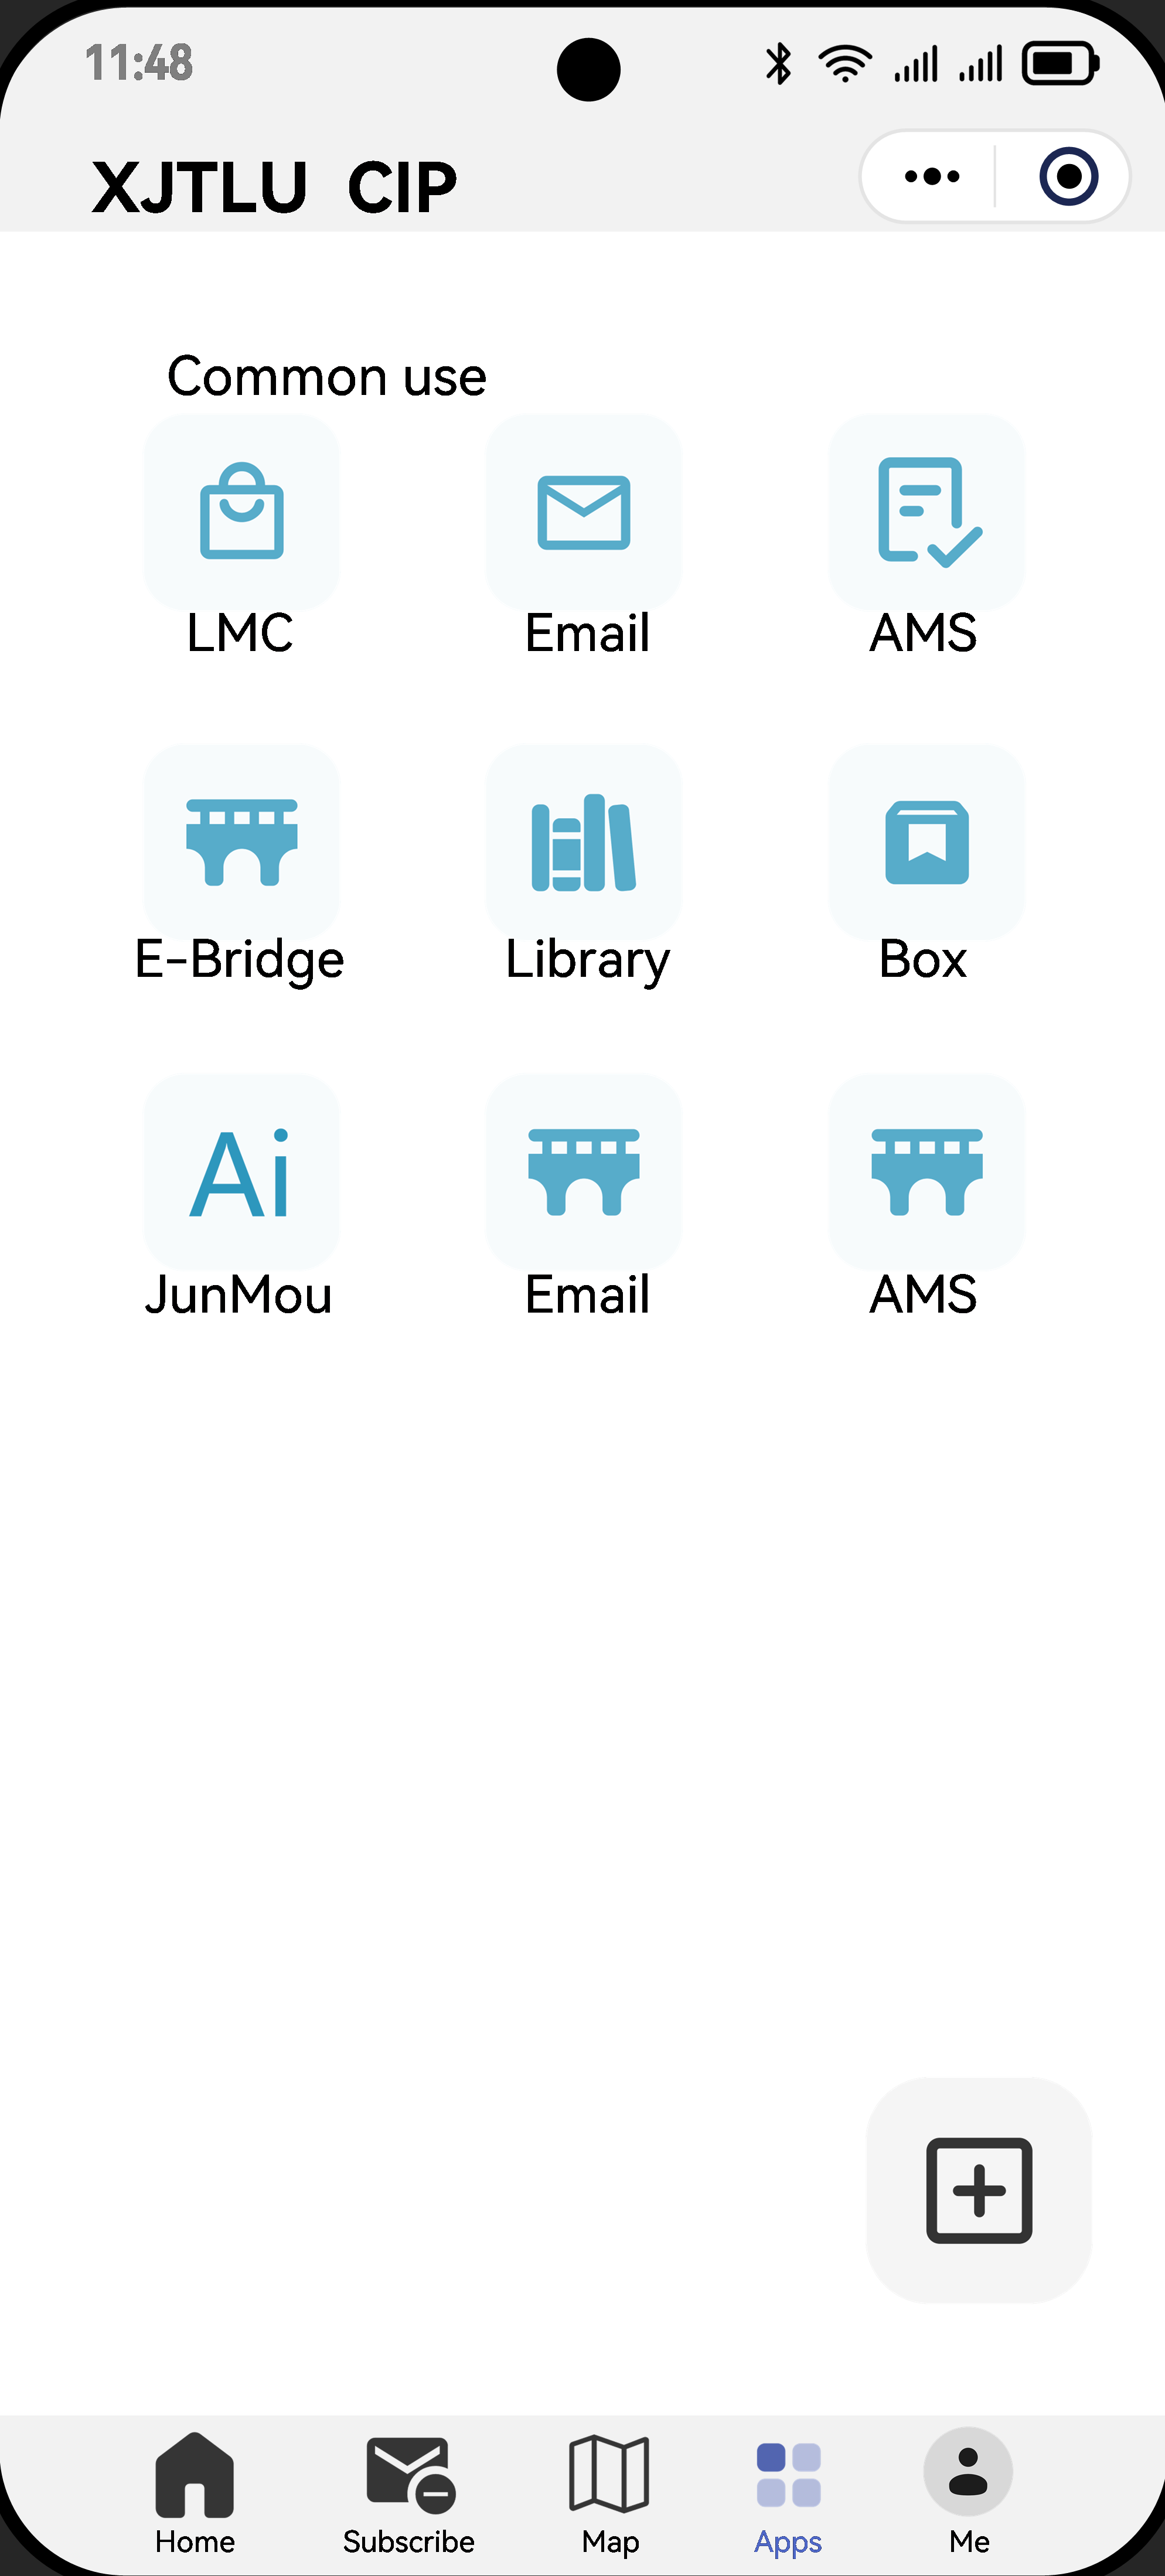 11:48
XJTLU CIP
Common use
LMC Email AMS
E-Bridge Library Box
Ai
JunMou Email AMS
Home Subscribe Map Apps Me